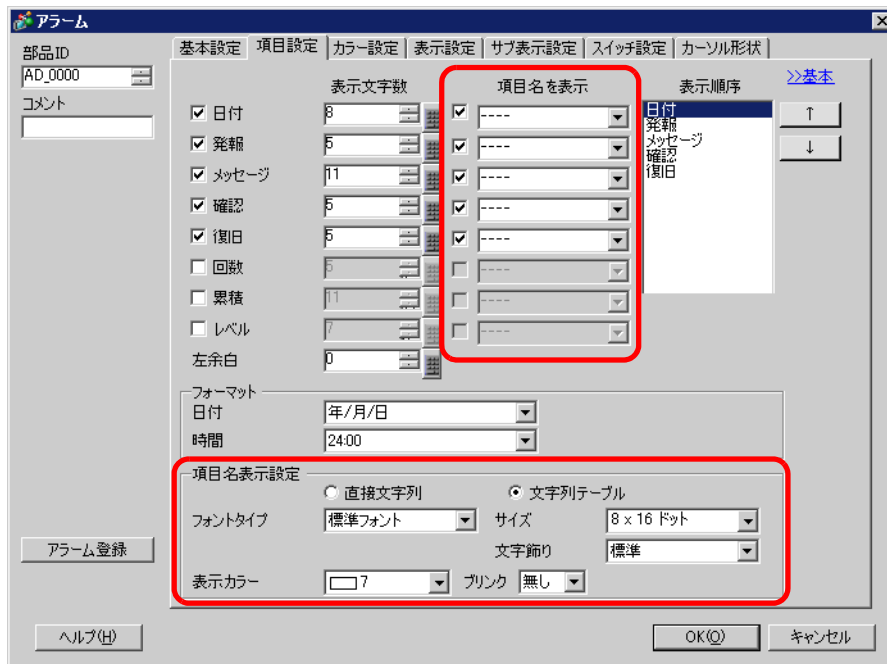 アラーム
部品ID
AD_0000
コメント
基本設定 項目設定 カラー設定 表示設定 サブ表示設定 スイッチ設定 カーソル形状
>>基本
表示文字数 項目名を表示 表示順序
日付 8 ----
発報 5 ----
メッセージ 11 ----
確認 5 ----
復旧 5 ----
回数 5 ----
累積 11 ----
レベル 7 ----
左余白 0
日付
発報
メッセージ
確認
復旧
↑
↓
フォーマット
日付 年/月/日
時間 24:00
項目名表示設定
直接文字列 文字列テーブル
フォントタイプ 標準フォント サイズ 8 x 16 ドット
文字飾り 標準
表示カラー 7 ブリンク 無し
アラーム登録
ヘルプ(H) OK(O) キャンセル